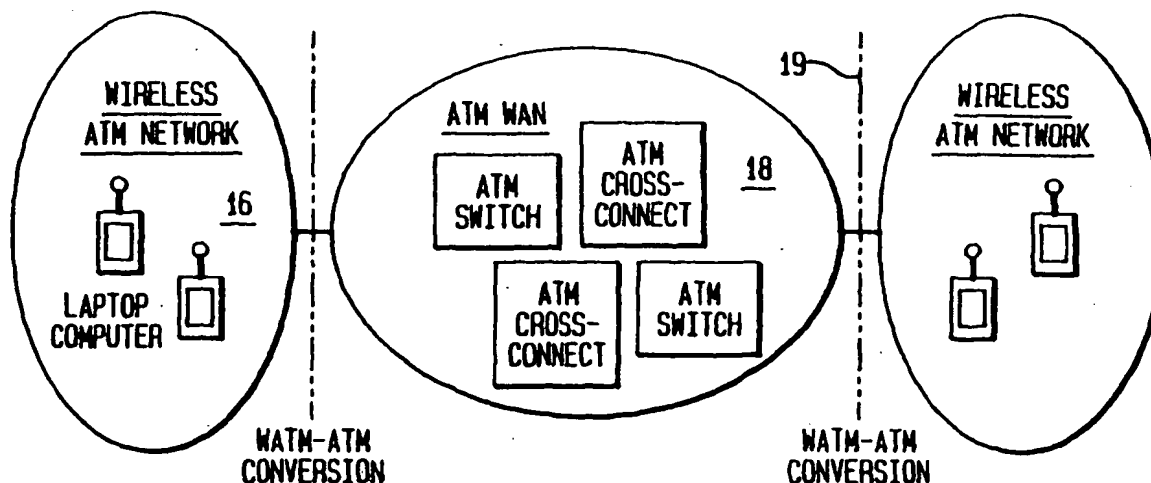 WIRELESS
ATM NETWORK
16
LAPTOP
COMPUTER
WATM-ATM
CONVERSION
ATM WAN
ATM
SWITCH
ATM
CROSS-
CONNECT
18
ATM
CROSS-
CONNECT
ATM
SWITCH
19
WATM-ATM
CONVERSION
WIRELESS
ATM NETWORK